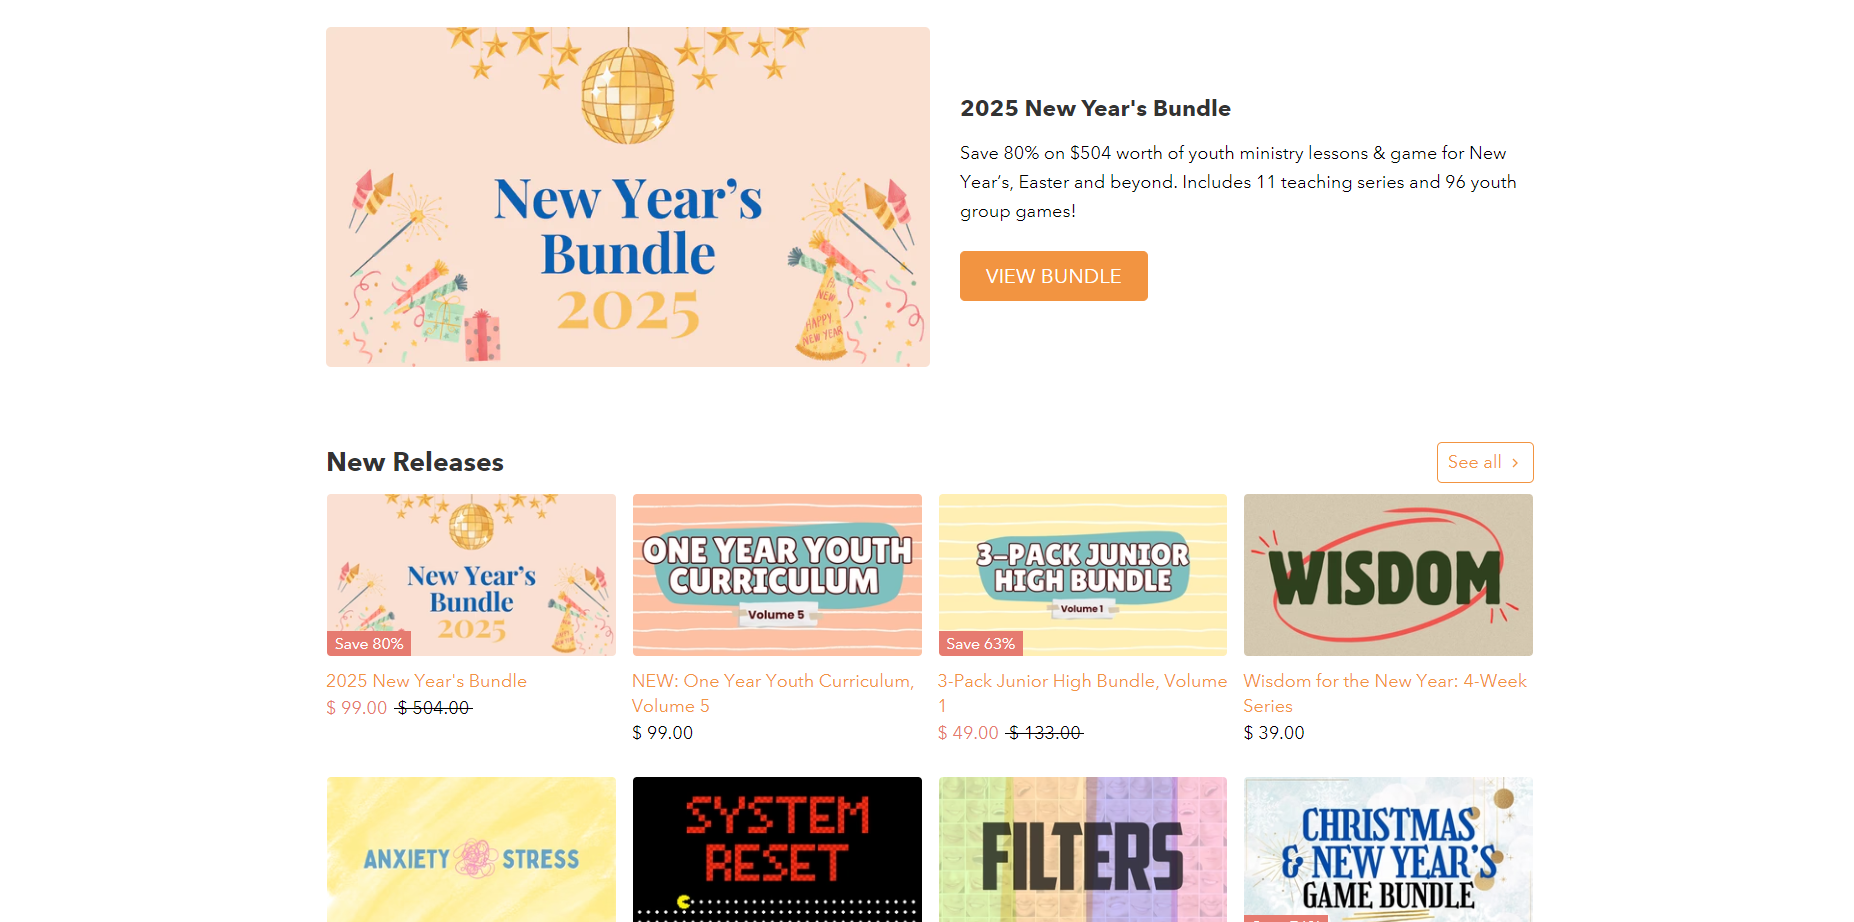 New Year's
Bundle
2025
HAPPY
NEW YEAR
2025 New Year's Bundle
Save 80% on $504 worth of youth ministry lessons & game for New
Year’s, Easter and beyond. Includes 11 teaching series and 96 youth
group games!
VIEW BUNDLE
New Releases
See all
New Year's
Bundle
2025
Save 80%
2025 New Year's Bundle
$ 99.00 $ 504.00
ONE YEAR YOUTH
CURRICULUM
Volume 5
NEW: One Year Youth Curriculum,
Volume 5
$ 99.00
3-PACK JUNIOR
HIGH BUNDLE
Volume 1
Save 63%
3-Pack Junior High Bundle, Volume
1
$ 49.00 $ 133.00
WISDOM
Wisdom for the New Year: 4-Week
Series
$ 39.00
ANXIETY STRESS
SYSTEM
RESET
FILTERS
CHRISTMAS
& NEW YEAR'S
GAME BUNDLE